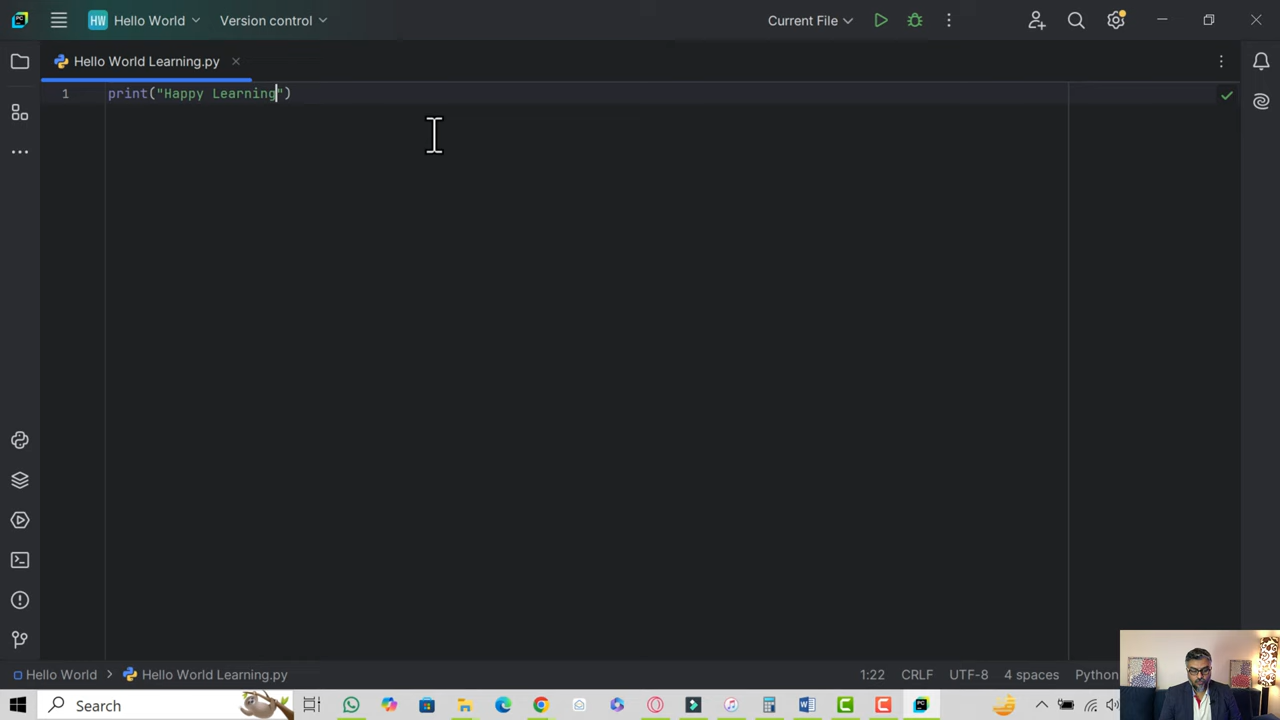 PC HW Hello World Version control Current File
Hello World Learning.py
1 print("Happy Learning")
Hello World > Hello World Learning.py 1:22 CRLF UTF-8 4 spaces Python
Search